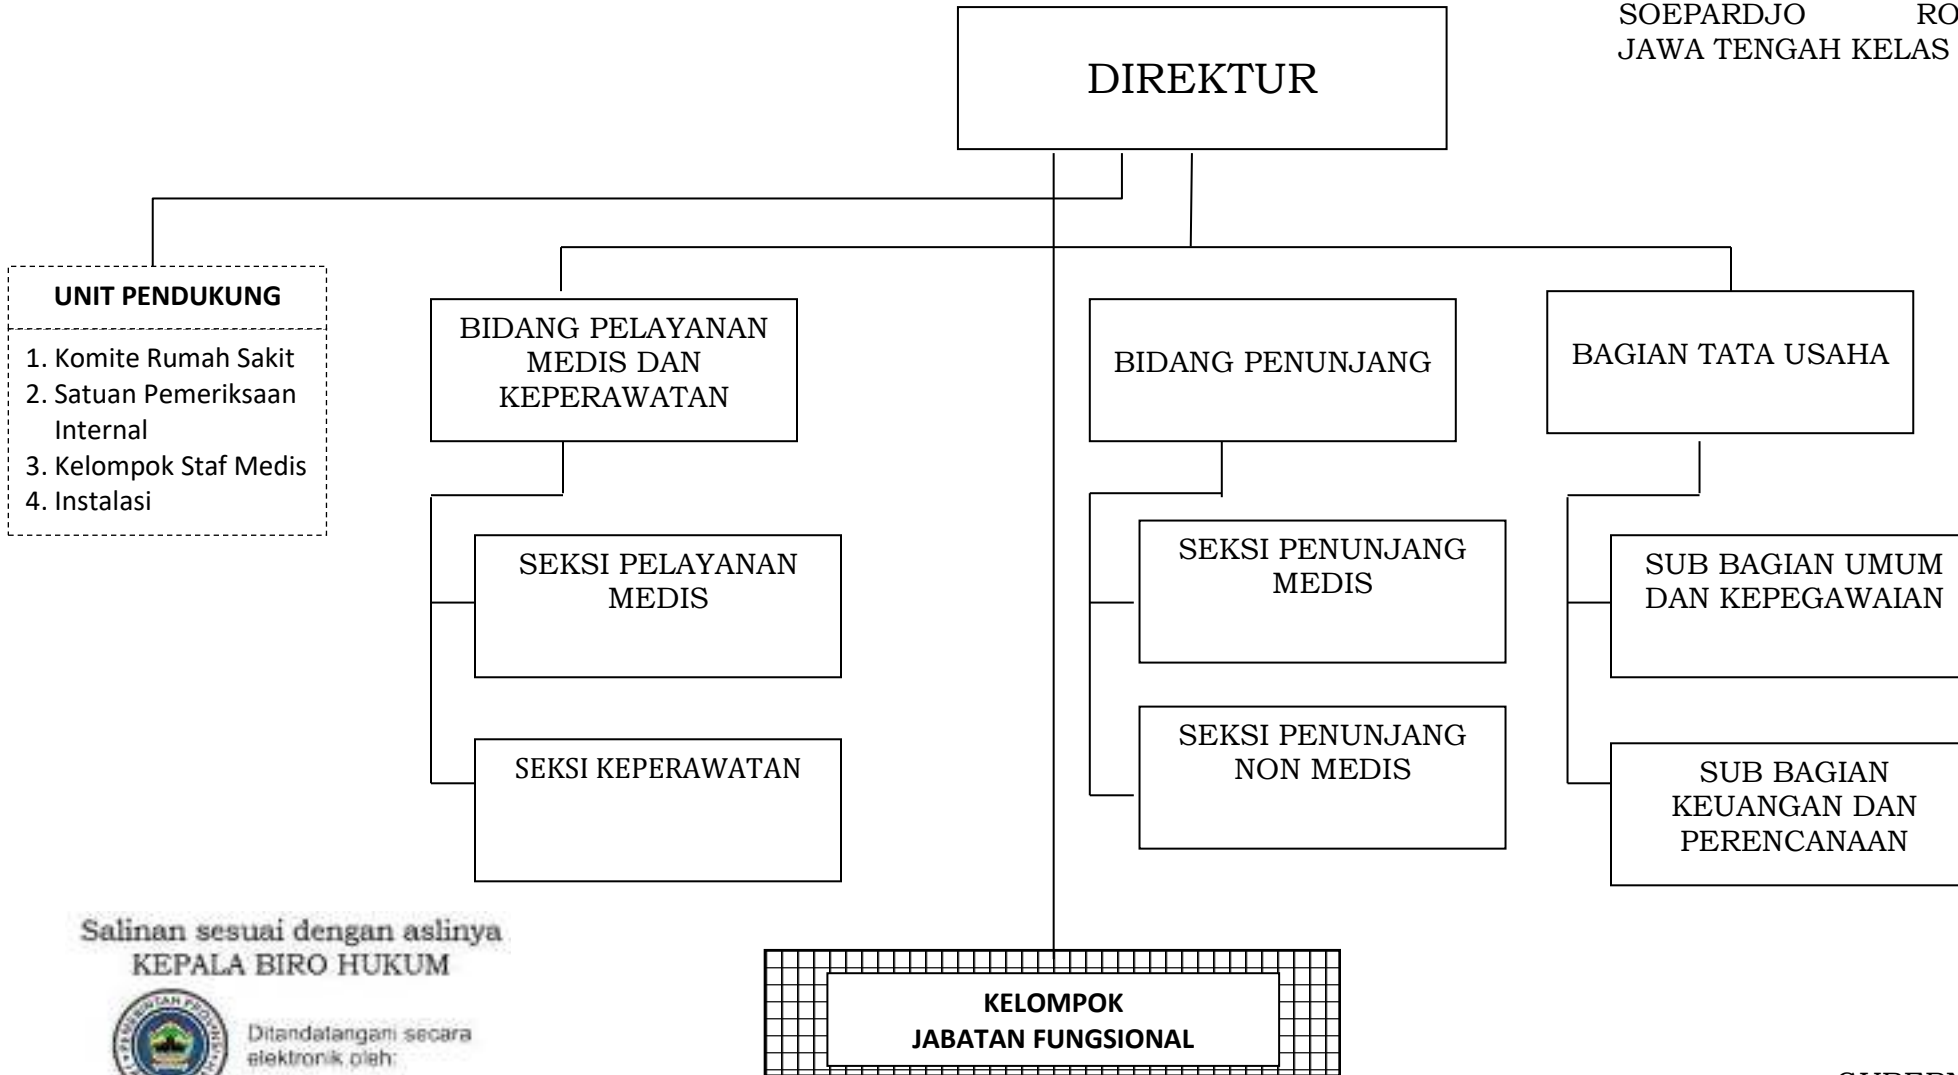 SOEPARDJO
JAWA TENGAH KELAS
DIREKTUR
UNIT PENDUKUNG
1. Komite Rumah Sakit
2. Satuan Pemeriksaan
Internal
3. Kelompok Staf Medis
4. Instalasi
BIDANG PELAYANAN
MEDIS DAN
KEPERAWATAN
BIDANG PENUNJANG
BAGIAN TATA USAHA
SEKSI PELAYANAN
MEDIS
SEKSI KEPERAWATAN
SEKSI PENUNJANG
MEDIS
SEKSI PENUNJANG
NON MEDIS
SUB BAGIAN UMUM
DAN KEPEGAWAIAN
SUB BAGIAN
KEUANGAN DAN
PERENCANAAN
Salinan sesuai dengan aslinya
KEPALA BIRO HUKUM
Ditandatangani secara
elektronik oleh:
KELOMPOK
JABATAN FUNGSIONAL